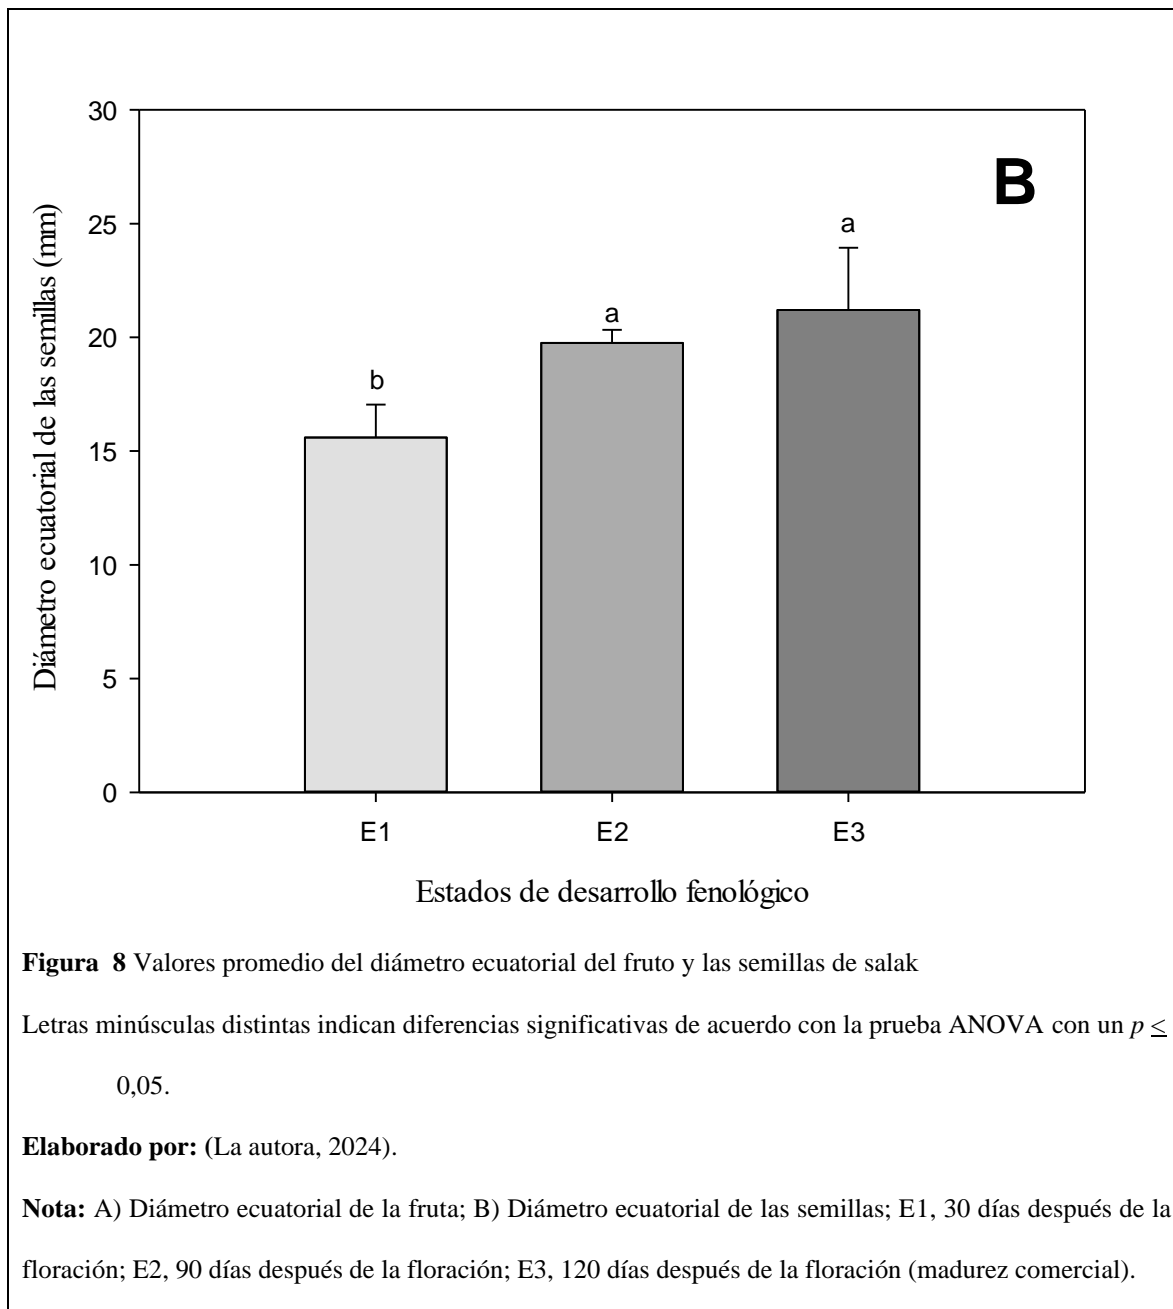 30
25
20
15
10
5
0
Diámetro ecuatorial de las semillas (mm)
B
b
a
a
E1 E2 E3
Estados de desarrollo fenológico
Figura 8 Valores promedio del diámetro ecuatorial del fruto y las semillas de salak
Letras minúsculas distintas indican diferencias significativas de acuerdo con la prueba ANOVA con un p ≤
0,05.
Elaborado por: (La autora, 2024).
Nota: A) Diámetro ecuatorial de la fruta; B) Diámetro ecuatorial de las semillas; E1, 30 días después de la
floración; E2, 90 días después de la floración; E3, 120 días después de la floración (madurez comercial).